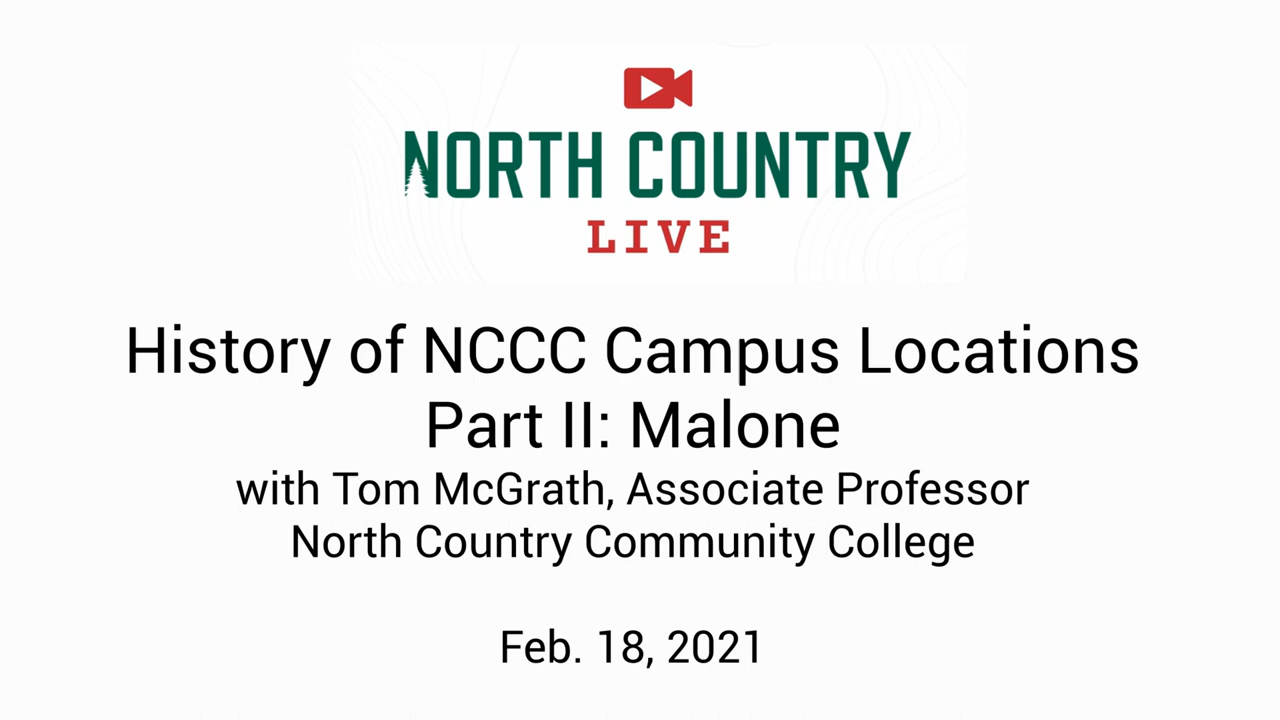 NORTH COUNTRY
LIVE
History of NCCC Campus Locations
Part II: Malone
with Tom McGrath, Associate Professor
North Country Community College
Feb. 18, 2021